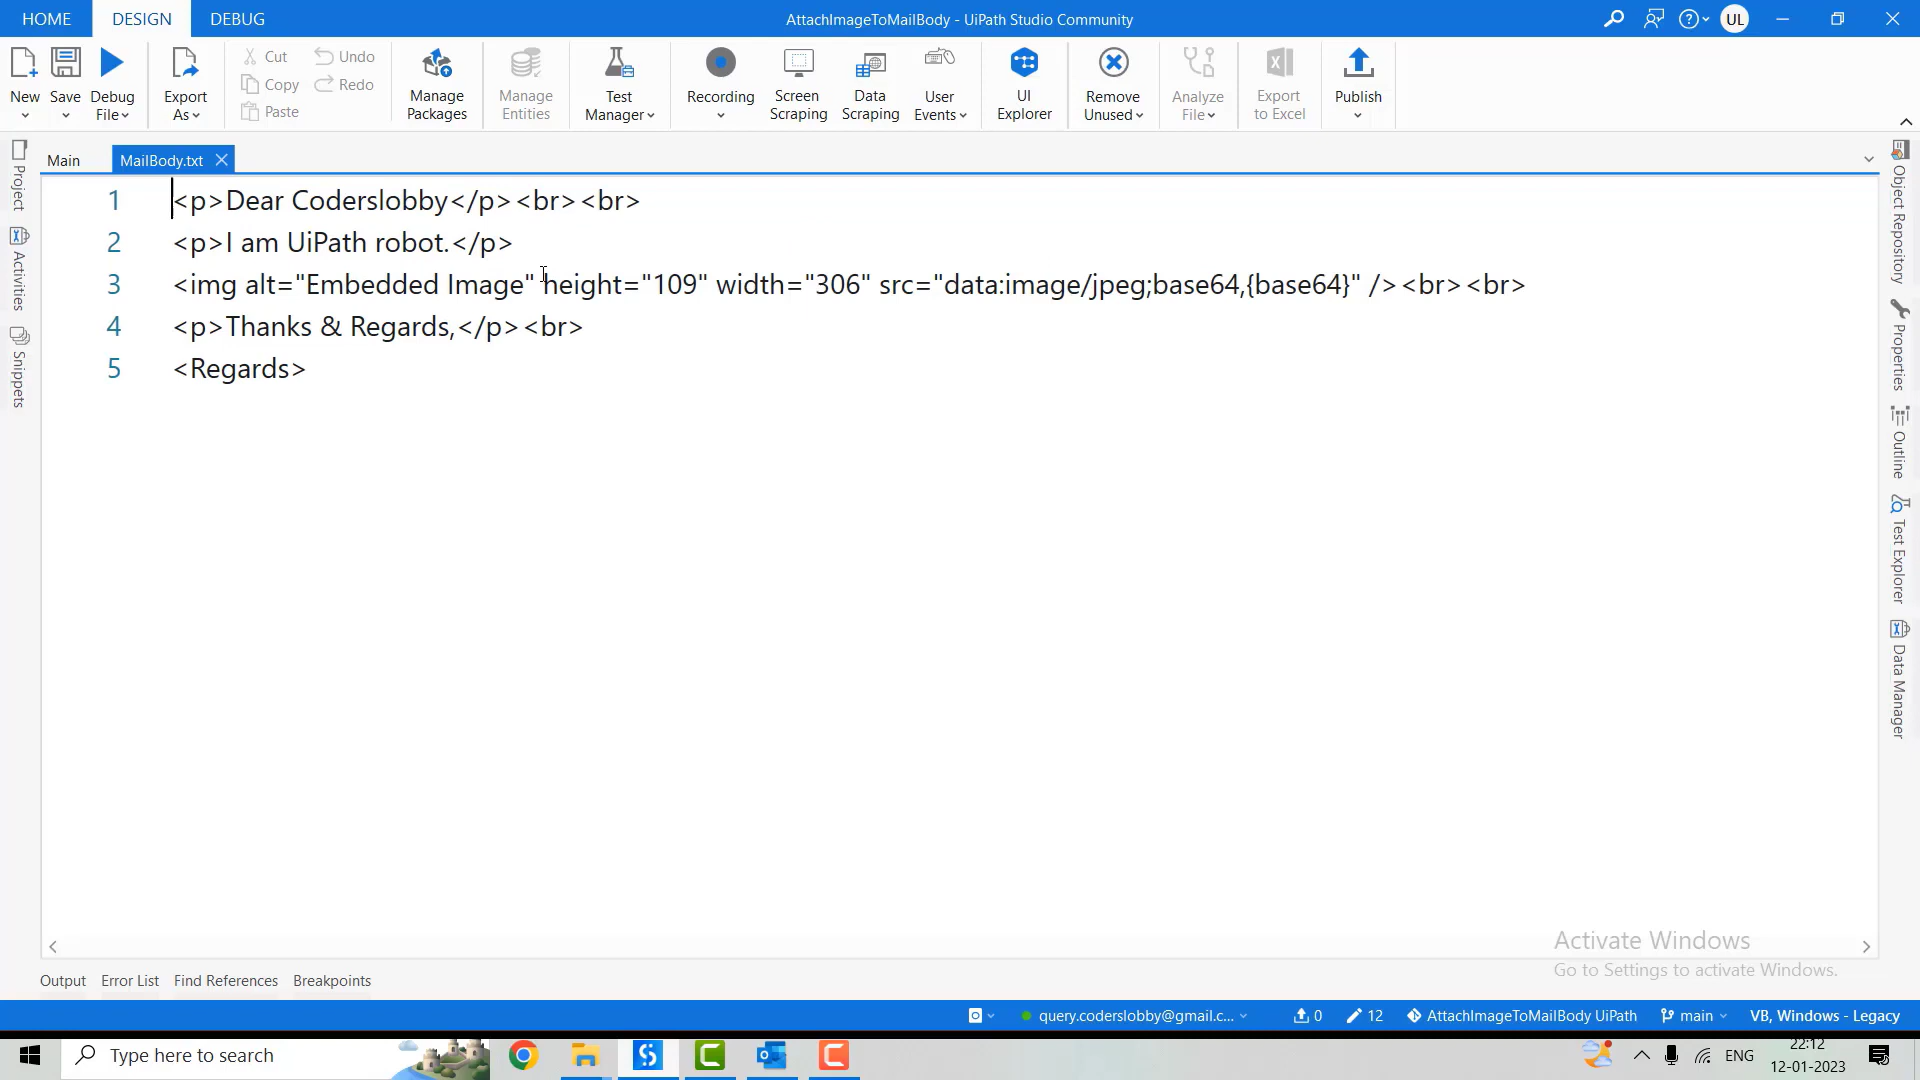 HOME DESIGN DEBUG AttachImageToMailBody - UiPath Studio Community UL
New Save Debug File Export As Cut Copy Paste Undo Redo Manage Packages Manage Entities Test Manager Recording Screen Scraping Data Scraping User Events UI Explorer Remove Unused Analyze File Export to Excel Publish
Main MailBody.txt
1 <p>Dear Coderslobby</p><br><br>
2 <p>I am UiPath robot.</p>
3 <img alt="Embedded Image" height="109" width="306" src="data:image/jpeg;base64,{base64}" /><br><br>
4 <p>Thanks & Regards,</p><br>
5 <Regards>
Project
Activities
Snippets
Object Repository
Properties
Outline
Test Explorer
Data Manager
Activate Windows
Go to Settings to activate Windows.
Output Error List Find References Breakpoints
query.coderslobby@gmail.c... 0 12 AttachImageToMailBody UiPath main VB, Windows - Legacy
Type here to search ENG 22:12
12-01-2023